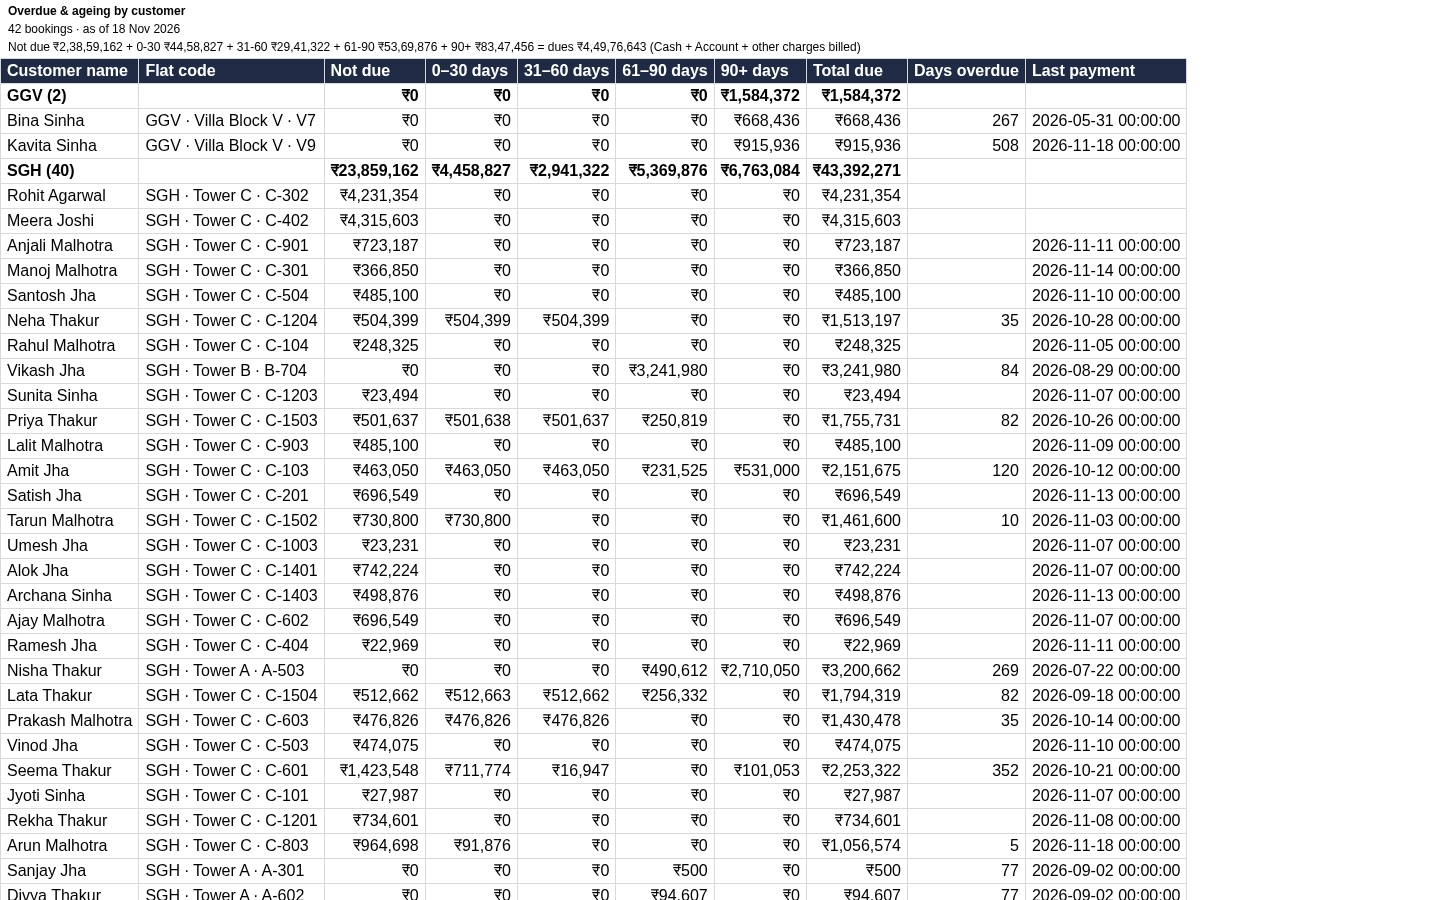 Overdue & ageing by customer
42 bookings · as of 18 Nov 2026
Not due ₹2,38,59,162 + 0-30 ₹44,58,827 + 31-60 ₹29,41,322 + 61-90 ₹53,69,876 + 90+ ₹83,47,456 = dues ₹4,49,76,643 (Cash + Account + other charges billed)
Customer name Flat code Not due 0–30 days 31–60 days 61–90 days 90+ days Total due Days overdue Last payment
GGV (2) ₹0 ₹0 ₹0 ₹0 ₹1,584,372 ₹1,584,372
Bina Sinha GGV · Villa Block V · V7 ₹0 ₹0 ₹0 ₹0 ₹668,436 ₹668,436 267 2026-05-31 00:00:00
Kavita Sinha GGV · Villa Block V · V9 ₹0 ₹0 ₹0 ₹0 ₹915,936 ₹915,936 508 2026-11-18 00:00:00
SGH (40) ₹23,859,162 ₹4,458,827 ₹2,941,322 ₹5,369,876 ₹6,763,084 ₹43,392,271
Rohit Agarwal SGH · Tower C · C-302 ₹4,231,354 ₹0 ₹0 ₹0 ₹0 ₹4,231,354
Meera Joshi SGH · Tower C · C-402 ₹4,315,603 ₹0 ₹0 ₹0 ₹0 ₹4,315,603
Anjali Malhotra SGH · Tower C · C-901 ₹723,187 ₹0 ₹0 ₹0 ₹0 ₹723,187 2026-11-11 00:00:00
Manoj Malhotra SGH · Tower C · C-301 ₹366,850 ₹0 ₹0 ₹0 ₹0 ₹366,850 2026-11-14 00:00:00
Santosh Jha SGH · Tower C · C-504 ₹485,100 ₹0 ₹0 ₹0 ₹0 ₹485,100 2026-11-10 00:00:00
Neha Thakur SGH · Tower C · C-1204 ₹504,399 ₹504,399 ₹504,399 ₹0 ₹0 ₹1,513,197 35 2026-10-28 00:00:00
Rahul Malhotra SGH · Tower C · C-104 ₹248,325 ₹0 ₹0 ₹0 ₹0 ₹248,325 2026-11-05 00:00:00
Vikash Jha SGH · Tower B · B-704 ₹0 ₹0 ₹0 ₹3,241,980 ₹0 ₹3,241,980 84 2026-08-29 00:00:00
Sunita Sinha SGH · Tower C · C-1203 ₹23,494 ₹0 ₹0 ₹0 ₹0 ₹23,494 2026-11-07 00:00:00
Priya Thakur SGH · Tower C · C-1503 ₹501,637 ₹501,638 ₹501,637 ₹250,819 ₹0 ₹1,755,731 82 2026-10-26 00:00:00
Lalit Malhotra SGH · Tower C · C-903 ₹485,100 ₹0 ₹0 ₹0 ₹0 ₹485,100 2026-11-09 00:00:00
Amit Jha SGH · Tower C · C-103 ₹463,050 ₹463,050 ₹463,050 ₹231,525 ₹531,000 ₹2,151,675 120 2026-10-12 00:00:00
Satish Jha SGH · Tower C · C-201 ₹696,549 ₹0 ₹0 ₹0 ₹0 ₹696,549 2026-11-13 00:00:00
Tarun Malhotra SGH · Tower C · C-1502 ₹730,800 ₹730,800 ₹0 ₹0 ₹0 ₹1,461,600 10 2026-11-03 00:00:00
Umesh Jha SGH · Tower C · C-1003 ₹23,231 ₹0 ₹0 ₹0 ₹0 ₹23,231 2026-11-07 00:00:00
Alok Jha SGH · Tower C · C-1401 ₹742,224 ₹0 ₹0 ₹0 ₹0 ₹742,224 2026-11-07 00:00:00
Archana Sinha SGH · Tower C · C-1403 ₹498,876 ₹0 ₹0 ₹0 ₹0 ₹498,876 2026-11-13 00:00:00
Ajay Malhotra SGH · Tower C · C-602 ₹696,549 ₹0 ₹0 ₹0 ₹0 ₹696,549 2026-11-07 00:00:00
Ramesh Jha SGH · Tower C · C-404 ₹22,969 ₹0 ₹0 ₹0 ₹0 ₹22,969 2026-11-11 00:00:00
Nisha Thakur SGH · Tower A · A-503 ₹0 ₹0 ₹0 ₹490,612 ₹2,710,050 ₹3,200,662 269 2026-07-22 00:00:00
Lata Thakur SGH · Tower C · C-1504 ₹512,662 ₹512,663 ₹512,662 ₹256,332 ₹0 ₹1,794,319 82 2026-09-18 00:00:00
Prakash Malhotra SGH · Tower C · C-603 ₹476,826 ₹476,826 ₹476,826 ₹0 ₹0 ₹1,430,478 35 2026-10-14 00:00:00
Vinod Jha SGH · Tower C · C-503 ₹474,075 ₹0 ₹0 ₹0 ₹0 ₹474,075 2026-11-10 00:00:00
Seema Thakur SGH · Tower C · C-601 ₹1,423,548 ₹711,774 ₹16,947 ₹0 ₹101,053 ₹2,253,322 352 2026-10-21 00:00:00
Jyoti Sinha SGH · Tower C · C-101 ₹27,987 ₹0 ₹0 ₹0 ₹0 ₹27,987 2026-11-07 00:00:00
Rekha Thakur SGH · Tower C · C-1201 ₹734,601 ₹0 ₹0 ₹0 ₹0 ₹734,601 2026-11-08 00:00:00
Arun Malhotra SGH · Tower C · C-803 ₹964,698 ₹91,876 ₹0 ₹0 ₹0 ₹1,056,574 5 2026-11-18 00:00:00
Sanjay Jha SGH · Tower A · A-301 ₹0 ₹0 ₹0 ₹500 ₹0 ₹500 77 2026-09-02 00:00:00
Divya Thakur SGH · Tower A · A-602 ₹0 ₹0 ₹0 ₹94,607 ₹0 ₹94,607 77 2026-09-02 00:00:00